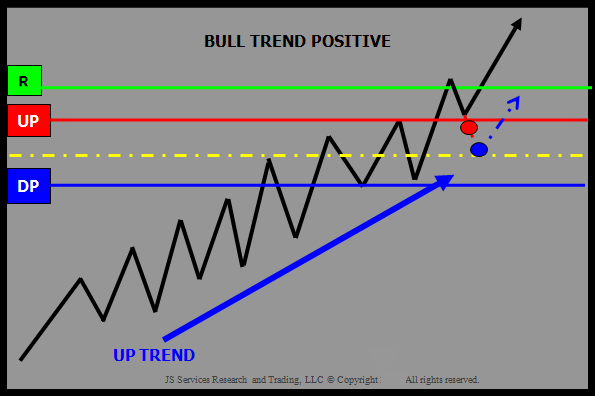 BULL TREND POSITIVE
R
UP
DP
UP TREND
JS Services Research and Trading, LLC © Copyright All rights reserved.